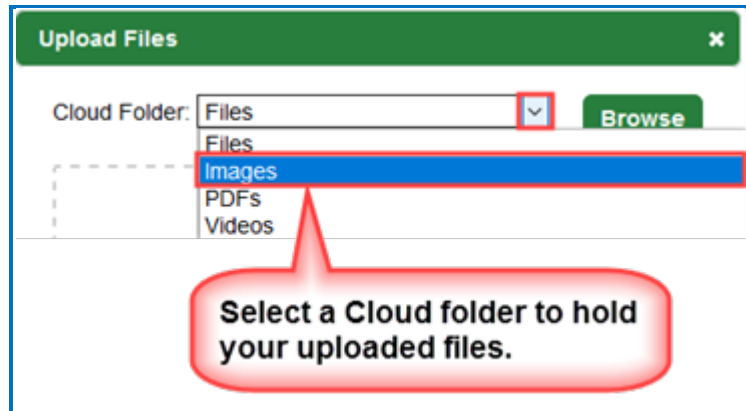 Upload Files
Cloud Folder: Files Browse
Files
Images
PDFs
Videos
Select a Cloud folder to hold
your uploaded files.